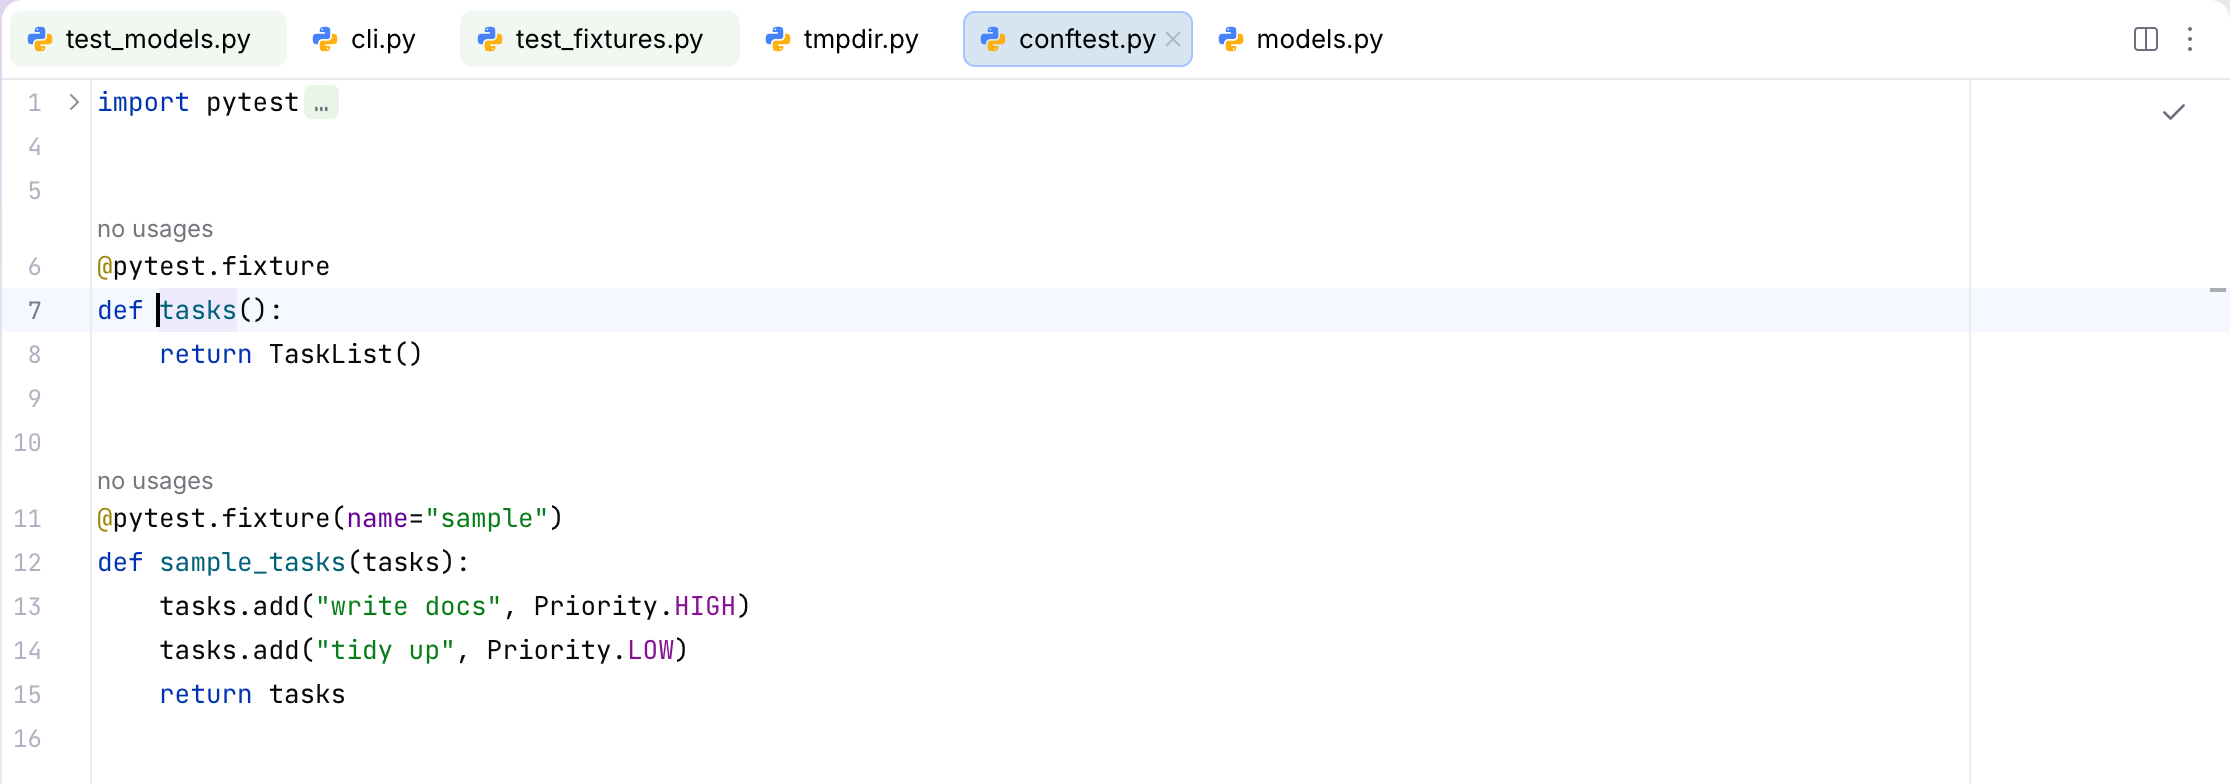 test_models.py cli.py test_fixtures.py tmpdir.py conftest.py models.py
1 import pytest...
4
5
no usages
6 @pytest.fixture
7 def tasks():
8     return TaskList()
9
10
no usages
11 @pytest.fixture(name="sample")
12 def sample_tasks(tasks):
13     tasks.add("write docs", Priority.HIGH)
14     tasks.add("tidy up", Priority.LOW)
15     return tasks
16